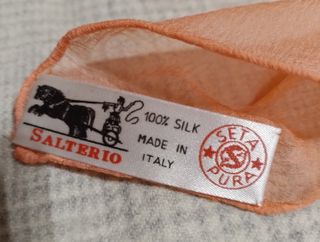 100% SILK
MADE IN
ITALY
SALTERIO
SETA
PURA